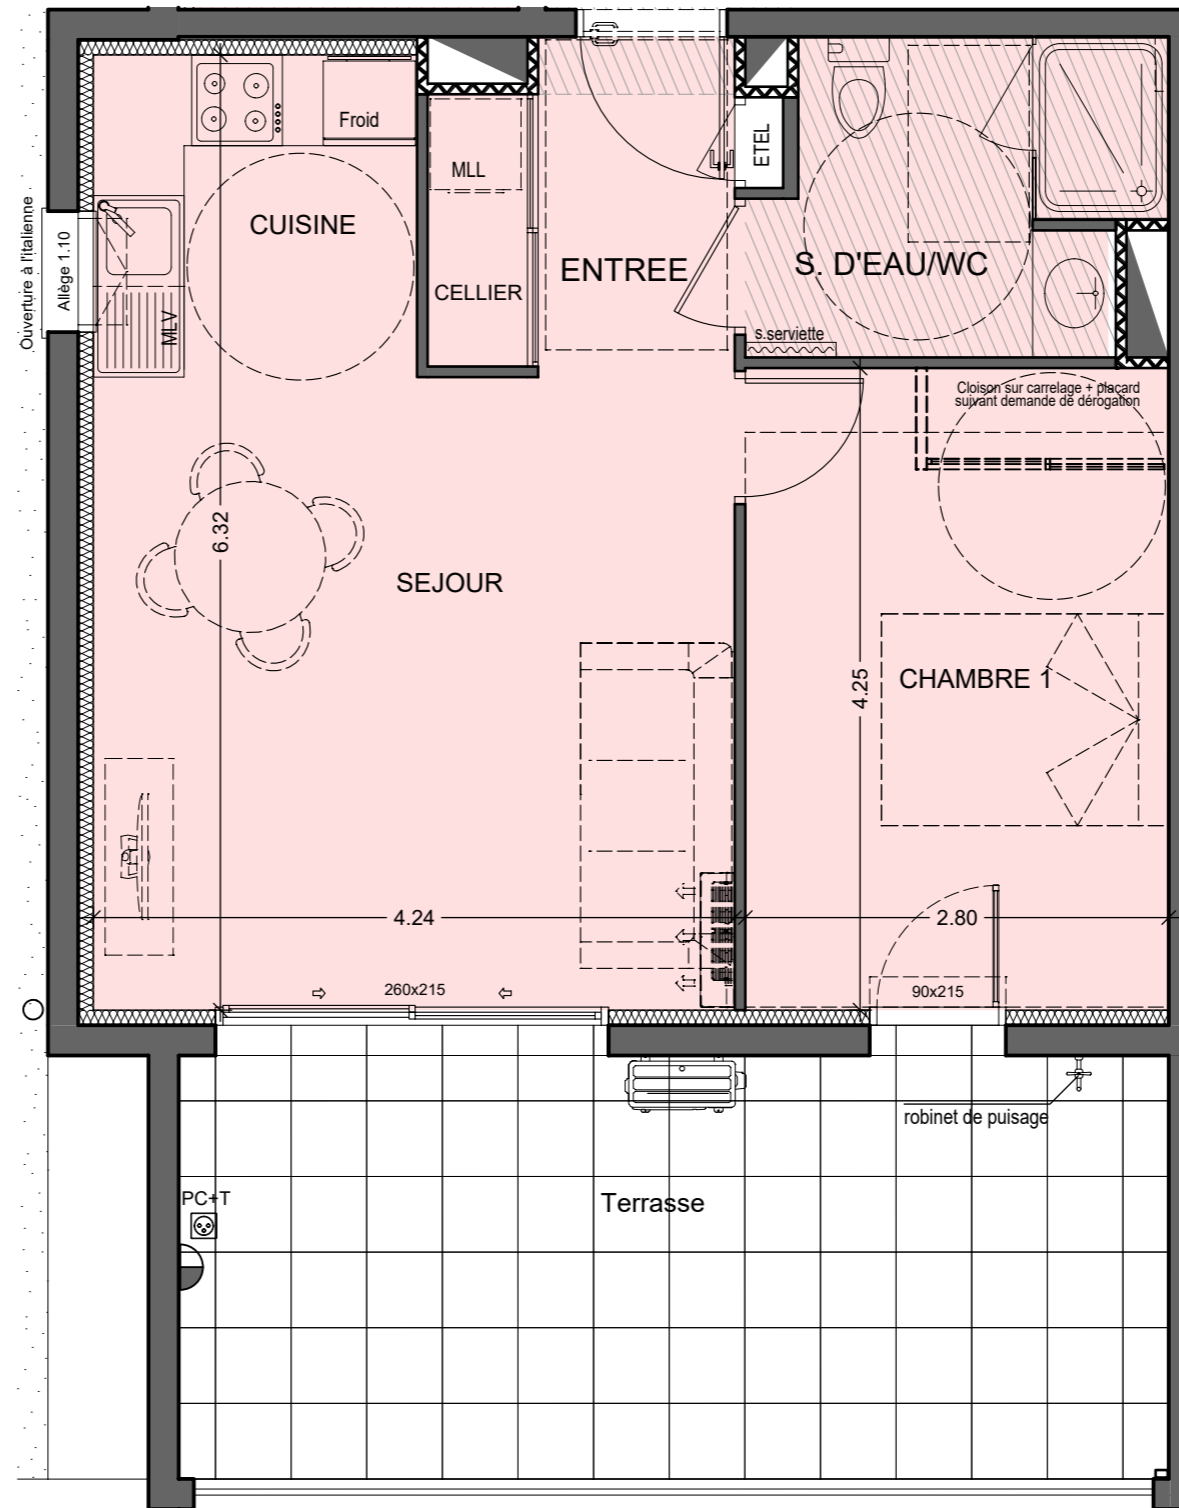 Froid
MLL
ETEL
CUISINE
ENTREE
S. D'EAU/WC
Ouverture à l'italienne
Allège 1.10
MLV
CELLIER
s.serviette
Cloison sur carrelage + plaçard
suivant demande de dérogation
6.32
SEJOUR
4.25
CHAMBRE 1
4.24
2.80
260x215
90x215
robinet de puisage
PC+T
Terrasse